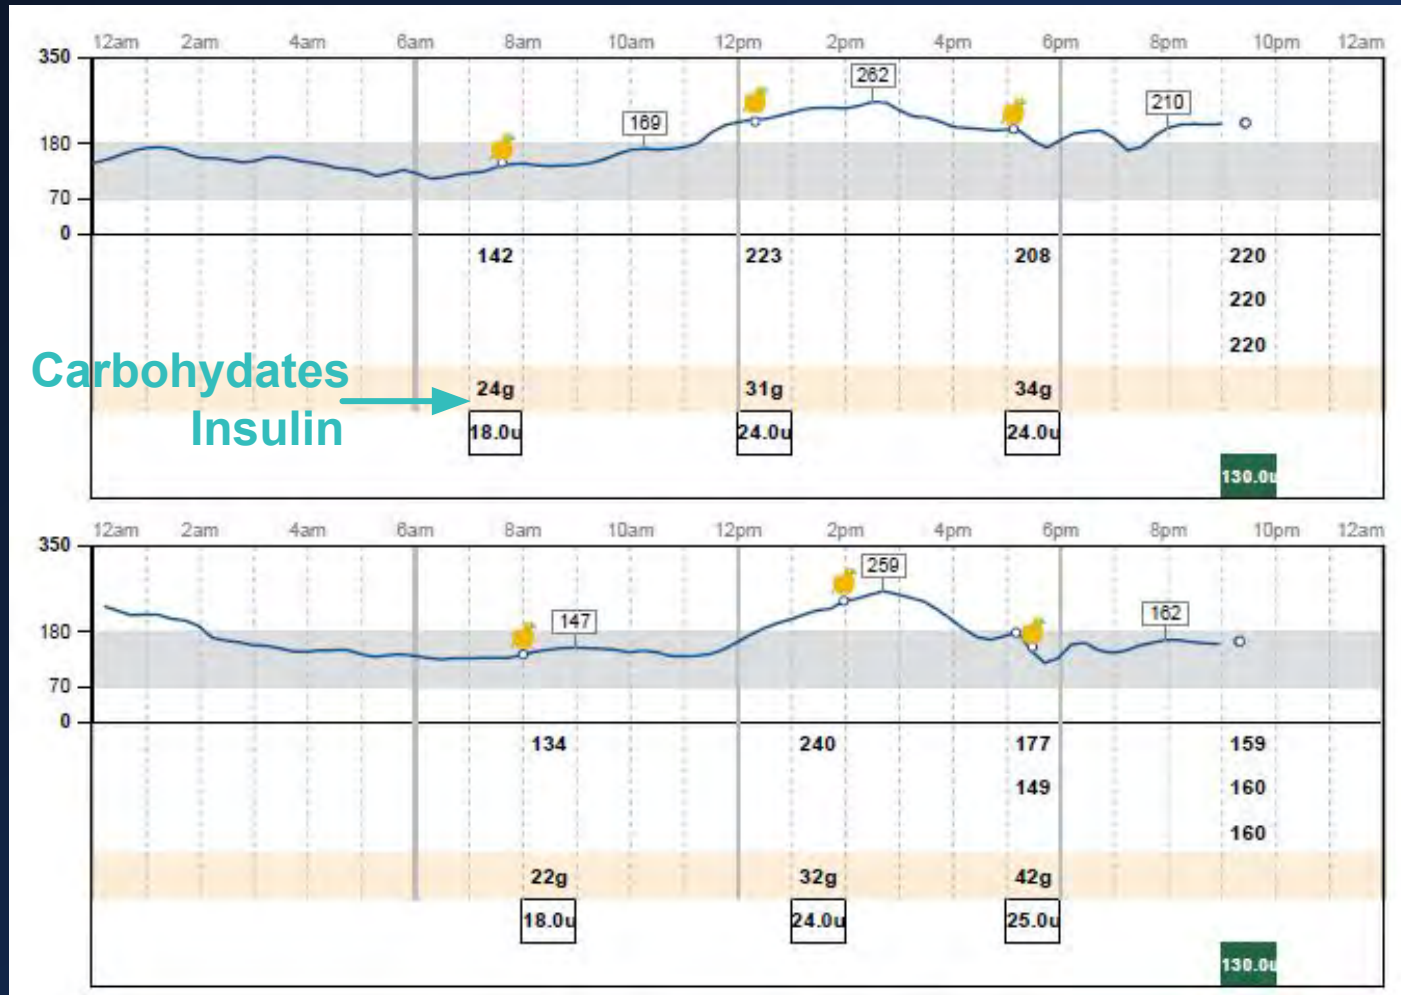 12am 2am 4am 6am 8am 10am 12pm 2pm 4pm 6pm 8pm 10pm 12am
350
262
210
169
180
70
0
142 223 208 220
220
220
Carbohydates
24g 31g 34g
Insulin
18.0u 24.0u 24.0u
130.0u
12am 2am 4am 6am 8am 10am 12pm 2pm 4pm 6pm 8pm 10pm 12am
350
259
147 162
180
70
0
134 240 177 159
149 160
160
22g 32g 42g
18.0u 24.0u 25.0u
130.0u